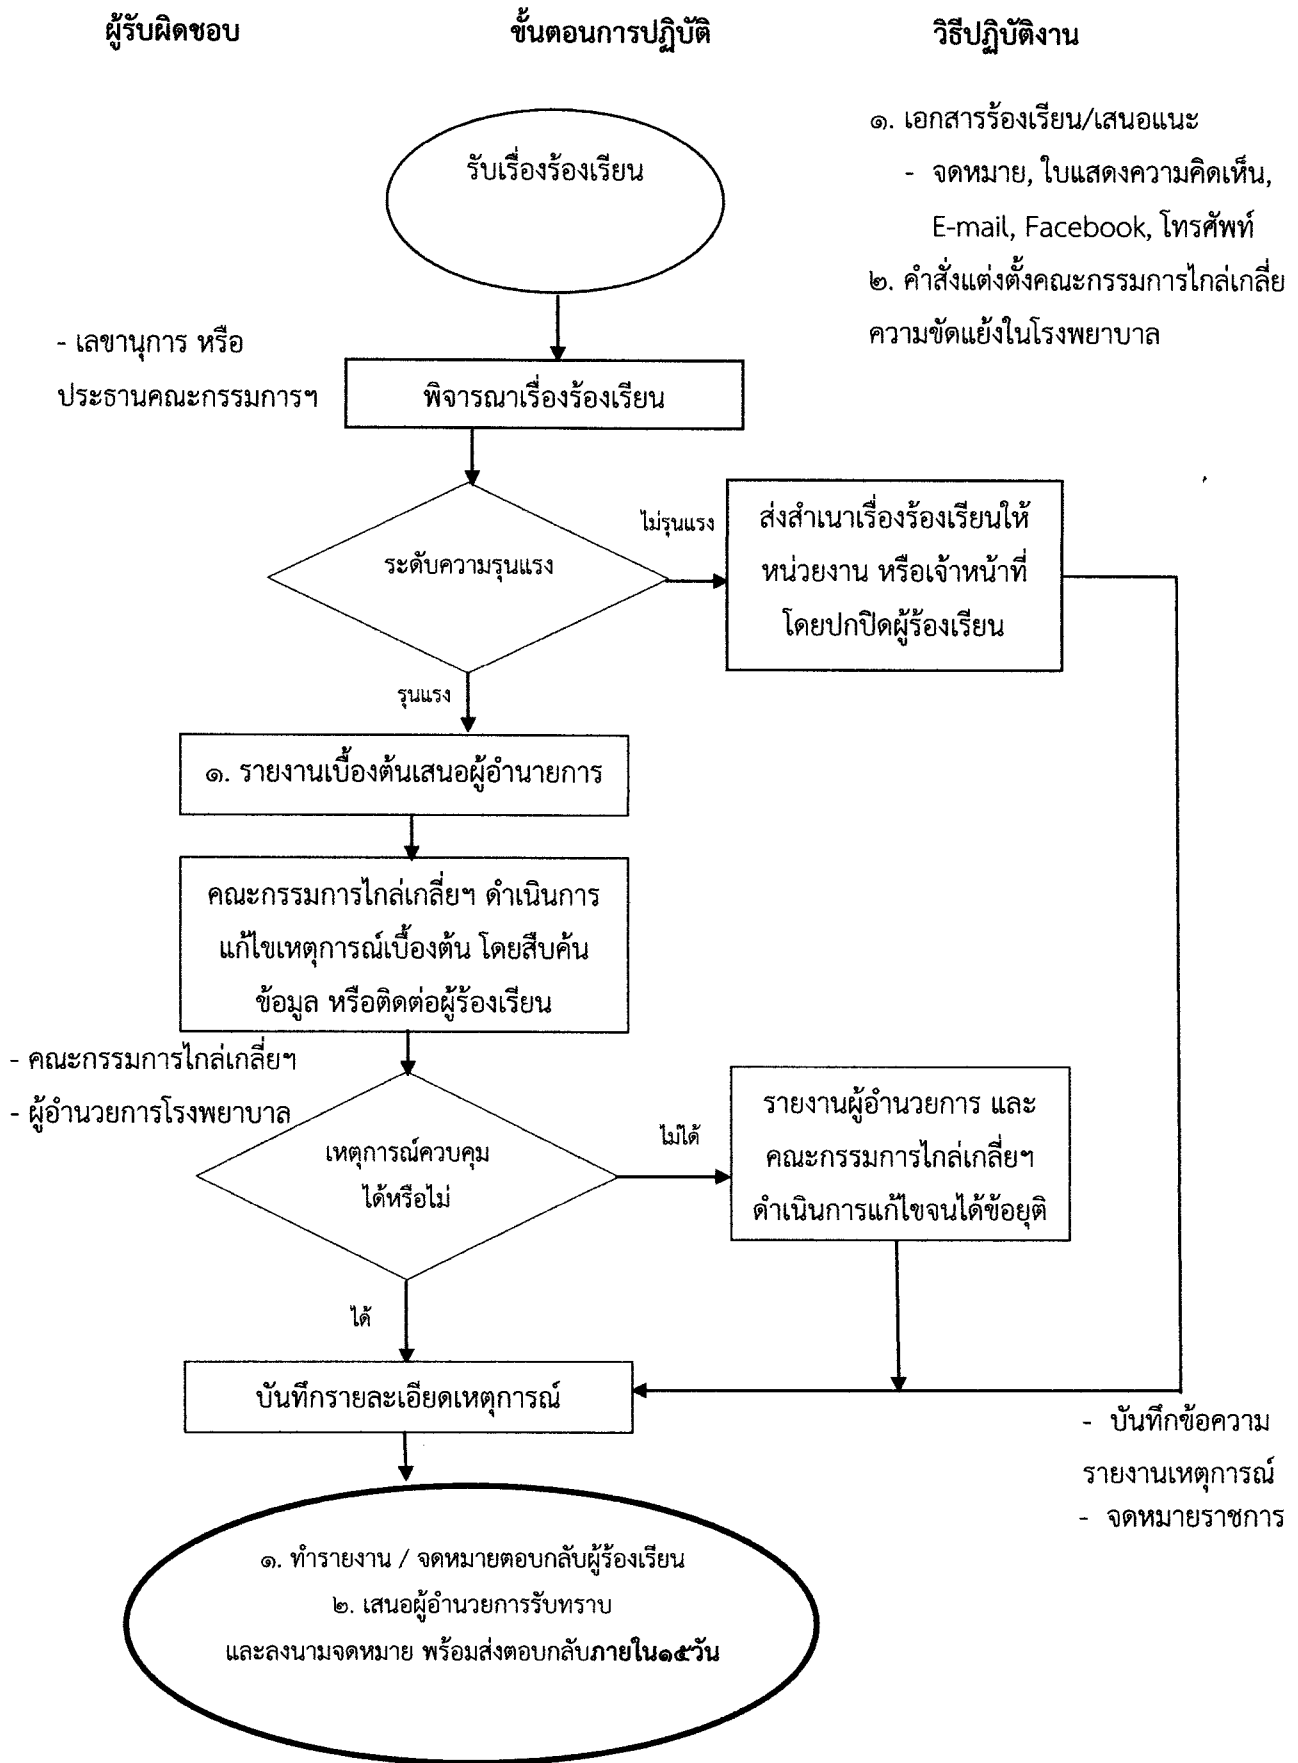 ผู้รับผิดชอบ
ขั้นตอนการปฏิบัติ
วิธีปฏิบัติงาน
รับเรื่องร้องเรียน
๑. เอกสารร้องเรียน/เสนอแนะ
- จดหมาย, ใบแสดงความคิดเห็น,
E-mail, Facebook, โทรศัพท์
๒. คำสั่งแต่งตั้งคณะกรรมการไกล่เกลี่ย
ความขัดแย้งในโรงพยาบาล
- เลขานุการ หรือ
ประธานคณะกรรมการฯ
พิจารณาเรื่องร้องเรียน
ระดับความรุนแรง
ไม่รุนแรง
ส่งสำเนาเรื่องร้องเรียนให้
หน่วยงาน หรือเจ้าหน้าที่
โดยปกปิดผู้ร้องเรียน
รุนแรง
๑. รายงานเบื้องต้นเสนอผู้อำนายการ
คณะกรรมการไกล่เกลี่ยฯ ดำเนินการ
แก้ไขเหตุการณ์เบื้องต้น โดยสืบค้น
ข้อมูล หรือติดต่อผู้ร้องเรียน
- คณะกรรมการไกล่เกลี่ยฯ
- ผู้อำนวยการโรงพยาบาล
เหตุการณ์ควบคุม
ได้หรือไม่
ไม่ได้
รายงานผู้อำนวยการ และ
คณะกรรมการไกล่เกลี่ยฯ
ดำเนินการแก้ไขจนได้ข้อยุติ
ได้
บันทึกรายละเอียดเหตุการณ์
- บันทึกข้อความ
รายงานเหตุการณ์
- จดหมายราชการ
๑. ทำรายงาน / จดหมายตอบกลับผู้ร้องเรียน
๒. เสนอผู้อำนวยการรับทราบ
และลงนามจดหมาย พร้อมส่งตอบกลับภายใน๑๕วัน